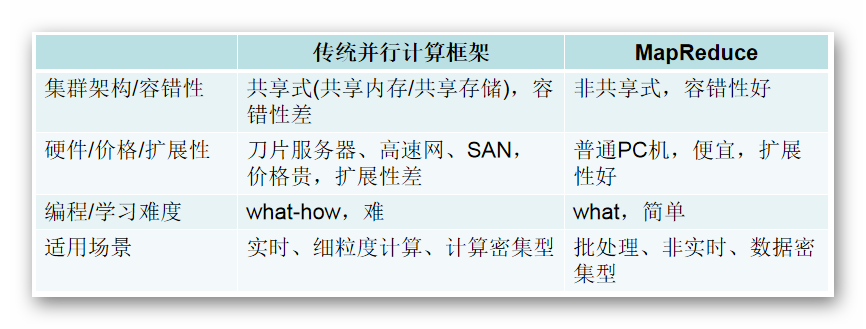 传统并行计算框架 MapReduce
集群架构/容错性 共享式(共享内存/共享存储)，容 非共享式，容错性好
错性差
硬件/价格/扩展性 刀片服务器、高速网、SAN， 普通PC机，便宜，扩展
价格贵，扩展性差 性好
编程/学习难度 what-how，难 what，简单
适用场景 实时、细粒度计算、计算密集型 批处理、非实时、数据密
集型